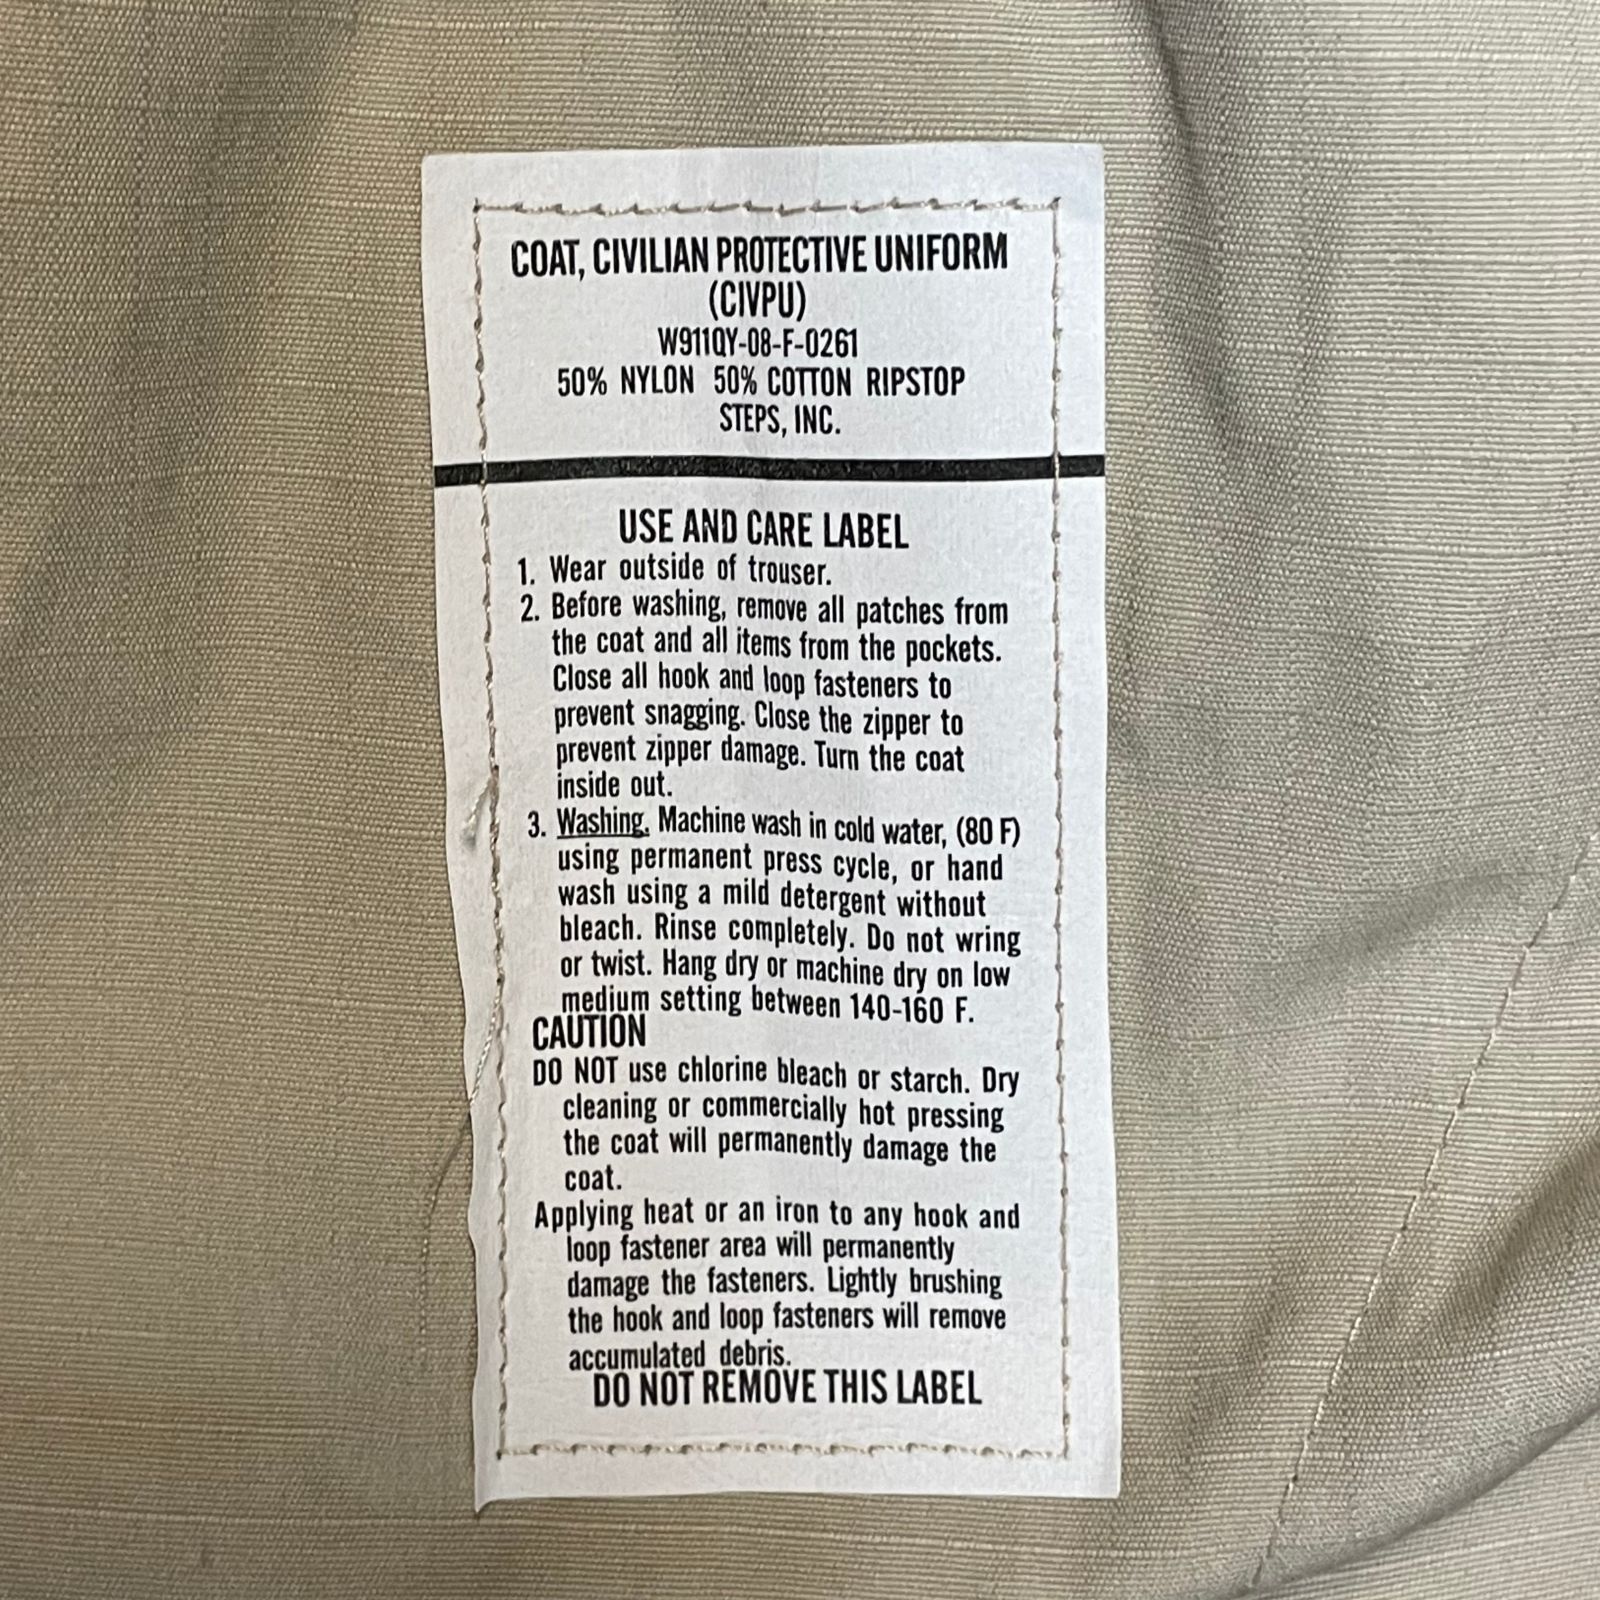 COAT, CIVILIAN PROTECTIVE UNIFORM
(CIVPU)
W911QY-08-F-0261
50% NYLON 50% COTTON RIPSTOP
STEPS, INC.
USE AND CARE LABEL
1. Wear outside of trouser.
2. Before washing, remove all patches from
the coat and all items from the pockets.
Close all hook and loop fasteners to
prevent snagging. Close the zipper to
prevent zipper damage. Turn the coat
inside out.
3. Washing. Machine wash in cold water, (80 F)
using permanent press cycle, or hand
wash using a mild detergent without
bleach. Rinse completely. Do not wring
or twist. Hang dry or machine dry on low
medium setting between 140-160 F.
CAUTION
DO NOT use chlorine bleach or starch. Dry
cleaning or commercially hot pressing
the coat will permanently damage the
coat.
Applying heat or an iron to any hook and
loop fastener area will permanently
damage the fasteners. Lightly brushing
the hook and loop fasteners will remove
accumulated debris.
DO NOT REMOVE THIS LABEL